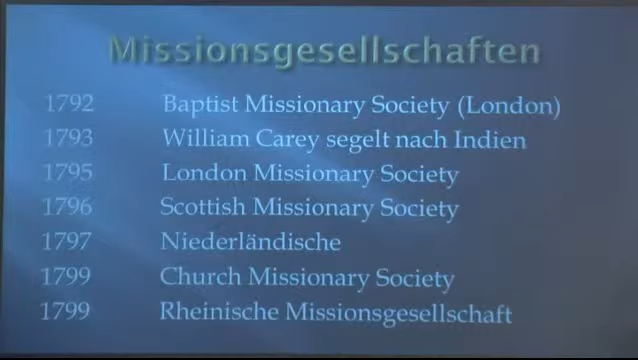 Missionsgesellschaften
1792 Baptist Missionary Society (London)
1793 William Carey segelt nach Indien
1795 London Missionary Society
1796 Scottish Missionary Society
1797 Niederländische
1799 Church Missionary Society
1799 Rheinische Missionsgesellschaft